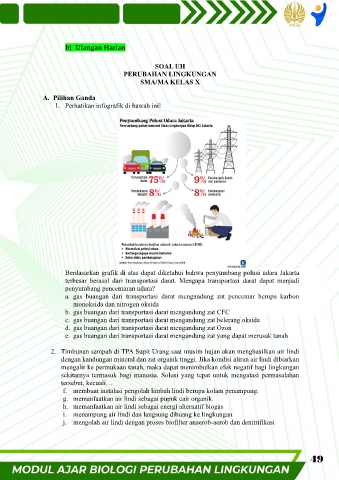 b) Ulangan Harian
SOAL UH
PERUBAHAN LINGKUNGAN
SMA/MA KELAS X
A. Pilihan Ganda
1. Perhatikan infografik di bawah ini!
Penyumbang Polusi Udara Jakarta
75%
9%
8%
8%
Berdasarkan grafik di atas dapat diketahui bahwa penyumbang polusi udara Jakarta
terbesar berasal dari transportasi darat. Mengapa transportasi darat dapat menjadi
penyumbang pencemaran udara?
a. gas buangan dari transportasi darat mengandung zat pencemar berupa karbon
monoksida dan nitrogen oksida
b. gas buangan dari transportasi darat mengandung zat CFC
c. gas buangan dari transportasi darat mengandung zat belerang oksida
d. gas buangan dari transportasi darat mengandung zat Ozon
e. gas buangan dari transportasi darat mengandung zat yang dapat merusak tanah
2. Timbunan sampah di TPA Supit Urang saat musim hujan akan menghasilkan air lindi
dengan kandungan mineral dan zat organik tinggi. Jika kondisi aliran air lindi dibiarkan
mengalir ke permukaan tanah, maka dapat menimbulkan efek negatif bagi lingkungan
sekitarnya termasuk bagi manusia. Solusi yang tepat untuk mengatasi permasalahan
tersebut, kecuali…
f. membuat instalasi pengolah limbah lindi berupa kolam penampung.
g. memanfaatkan air lindi sebagai pupuk cair organik.
h. memanfaatkan air lindi sebagai energi alternatif biogas
i. menampung air lindi dan langsung dibuang ke lingkungan
j. mengolah air lindi dengan proses biofilter anaerob-aerob dan denitrifikasi
49
MODUL AJAR BIOLOGI PERUBAHAN LINGKUNGAN